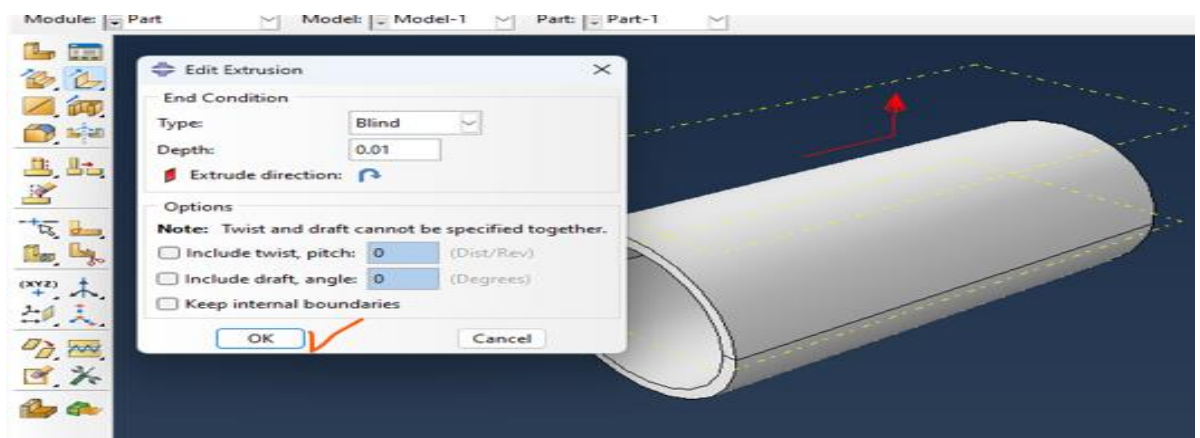 Module: Part Model: Model-1 Part: Part-1
Edit Extrusion
End Condition
Type: Blind
Depth: 0.01
Extrude direction:
Options
Note: Twist and draft cannot be specified together.
Include twist, pitch: 0 (Dist/Rev)
Include draft, angle: 0 (Degrees)
Keep internal boundaries
OK Cancel
(XYZ)